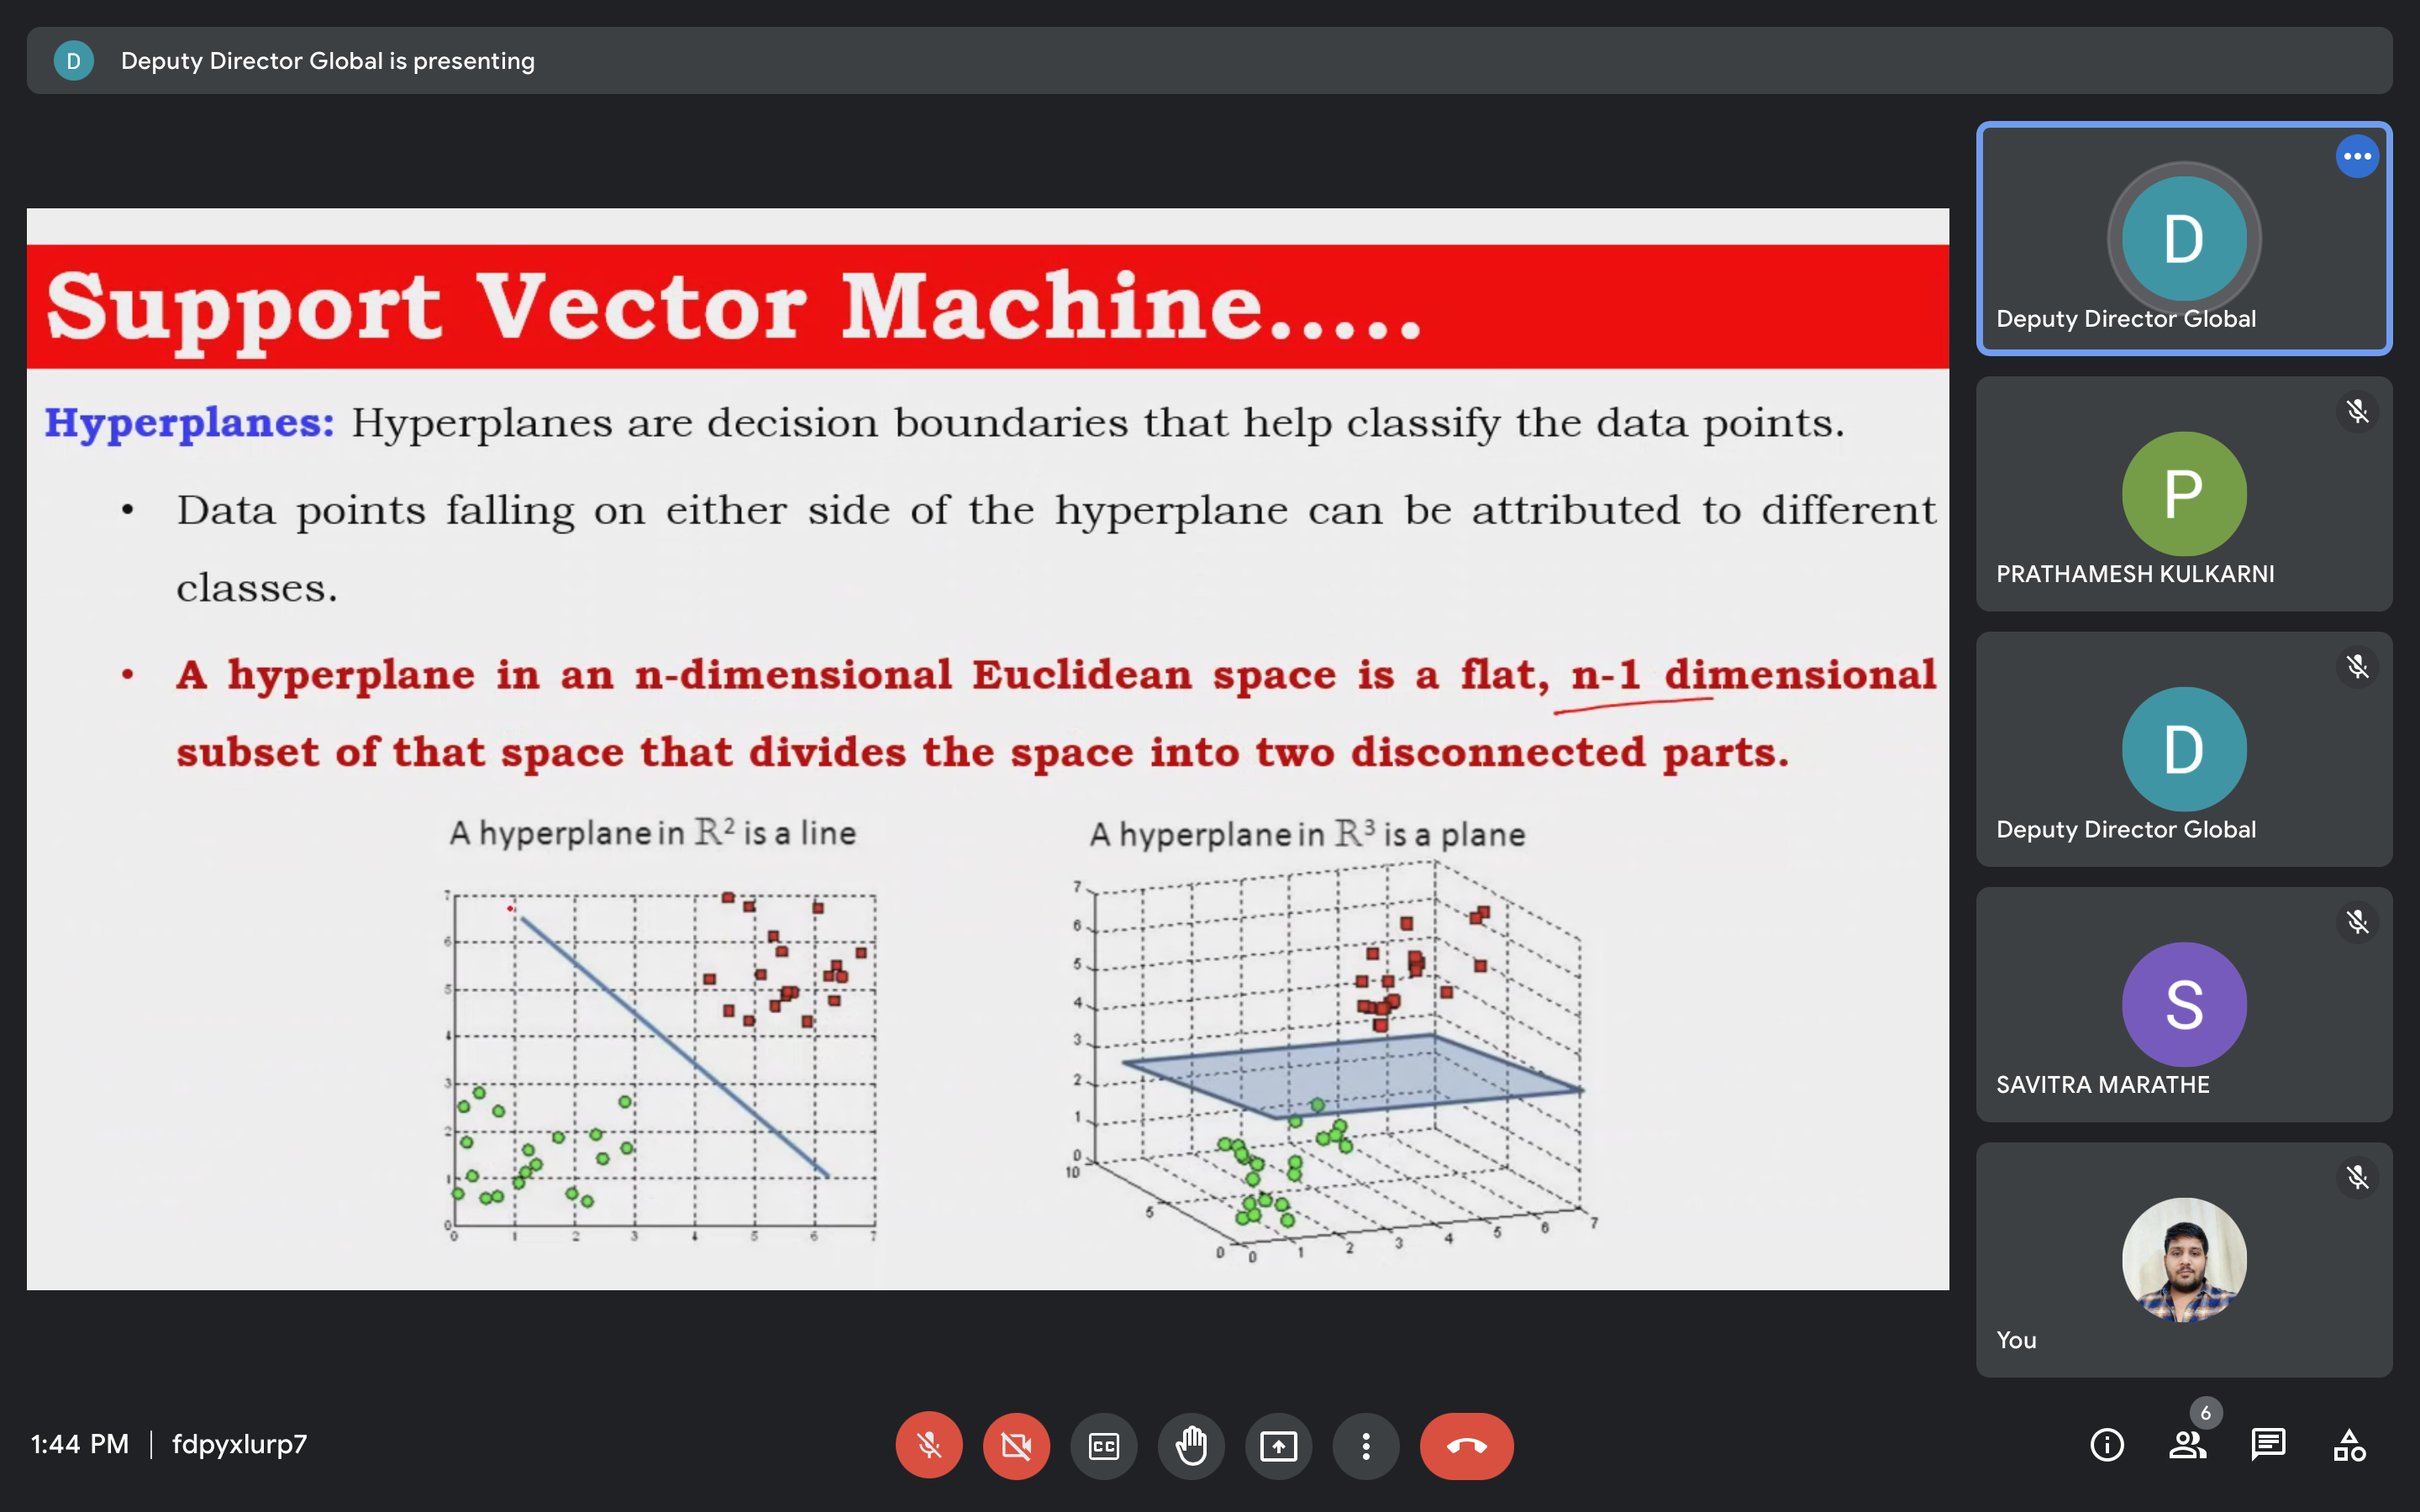 D Deputy Director Global is presenting
Support Vector Machine.....
Hyperplanes: Hyperplanes are decision boundaries that help classify the data points.
• Data points falling on either side of the hyperplane can be attributed to different
classes.
• A hyperplane in an n-dimensional Euclidean space is a flat, n-1 dimensional
subset of that space that divides the space into two disconnected parts.
A hyperplane in ℝ² is a line
7
6
5
4
3
2
1
0
0 1 2 3 4 5 6 7
A hyperplane in ℝ³ is a plane
7
6
5
4
3
2
1
0
10
5
0
0 1 2 3 4 5 6 7
D
Deputy Director Global
P
PRATHAMESH KULKARNI
D
Deputy Director Global
S
SAVITRA MARATHE
You
1:44 PM | fdpyxlurp7
CC
6